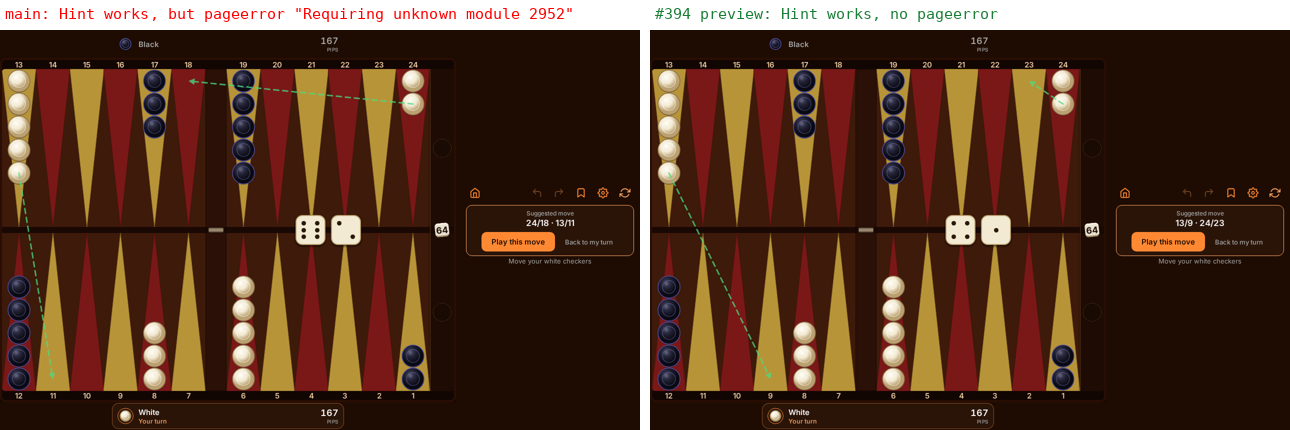 main: Hint works, but pageerror "Requiring unknown module 2952"
Black
167
PIPS
13 14 15 16 17 18 19 20 21 22 23 24
64
Suggested move
24/18 · 13/11
Play this move Back to my turn
Move your white checkers
12 11 10 9 8 7 6 5 4 3 2 1
White
Your turn
167
PIPS
#394 preview: Hint works, no pageerror
Black
167
PIPS
13 14 15 16 17 18 19 20 21 22 23 24
64
Suggested move
13/9 · 24/23
Play this move Back to my turn
Move your white checkers
12 11 10 9 8 7 6 5 4 3 2 1
White
Your turn
167
PIPS